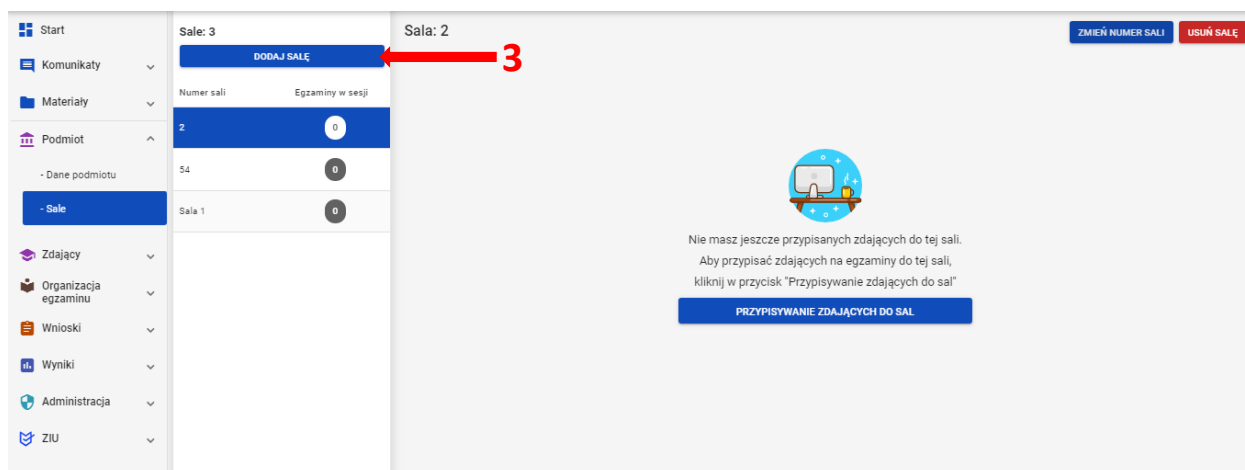 Start
Komunikaty
Materiały
Podmiot
- Dane podmiotu
- Sale
Zdający
Organizacja
egzaminu
Wnioski
Wyniki
Administracja
ZIU
Sale: 3
DODAJ SALĘ
Numer sali Egzaminy w sesji
2 0
54 0
Sala 1 0
3
Sala: 2
ZMIEŃ NUMER SALI USUŃ SALĘ
Nie masz jeszcze przypisanych zdających do tej sali.
Aby przypisać zdających na egzaminy do tej sali,
kliknij w przycisk "Przypisywanie zdających do sal"
PRZYPISYWANIE ZDAJĄCYCH DO SAL